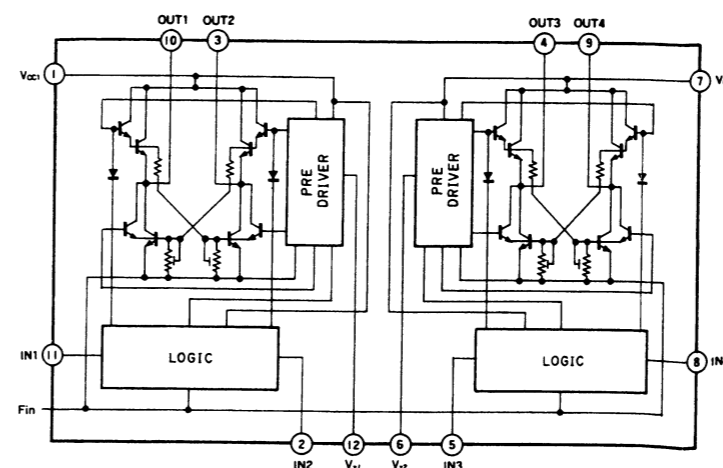 OUT1 OUT2 OUT3 OUT4
10 3 4 9
VCC1 1
7 V
PRE DRIVER
PRE DRIVER
IN1 11
LOGIC
LOGIC
8 IN
Fin
2 12 6 5
IN2 IN3